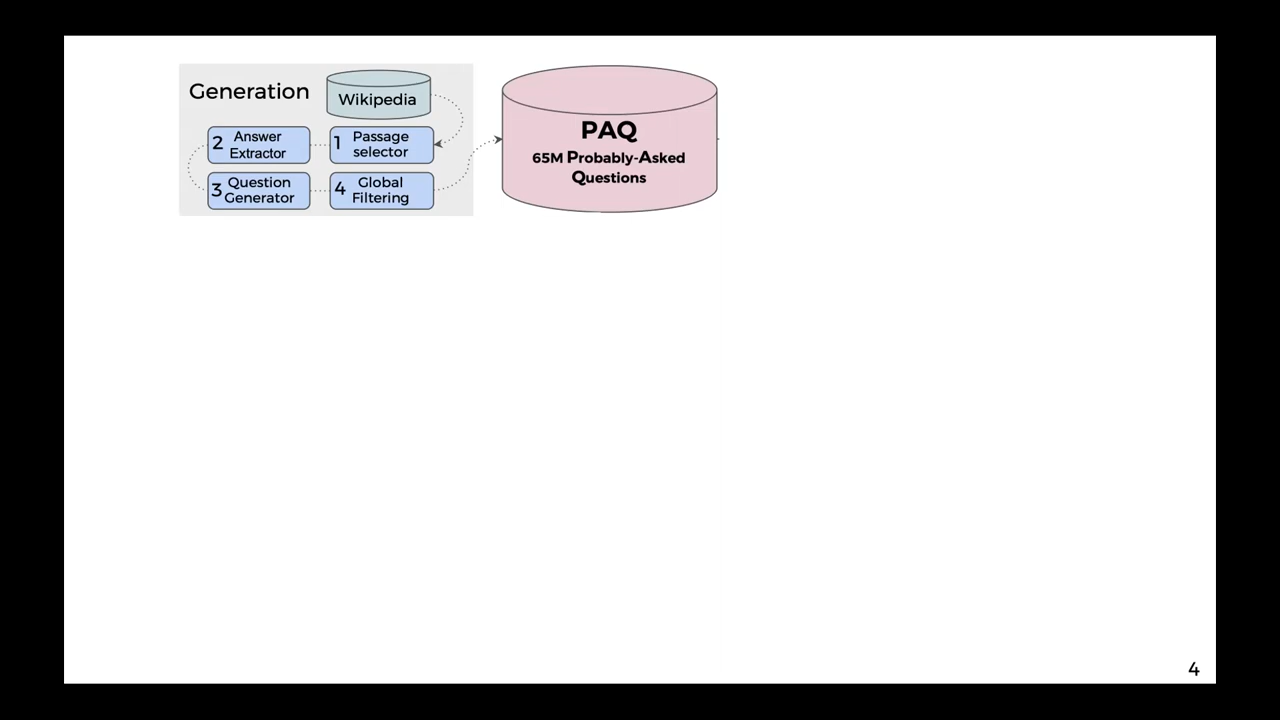 Generation
Wikipedia
1 Passage
selector
2 Answer
Extractor
3 Question
Generator
4 Global
Filtering
PAQ
65M Probably-Asked
Questions
4